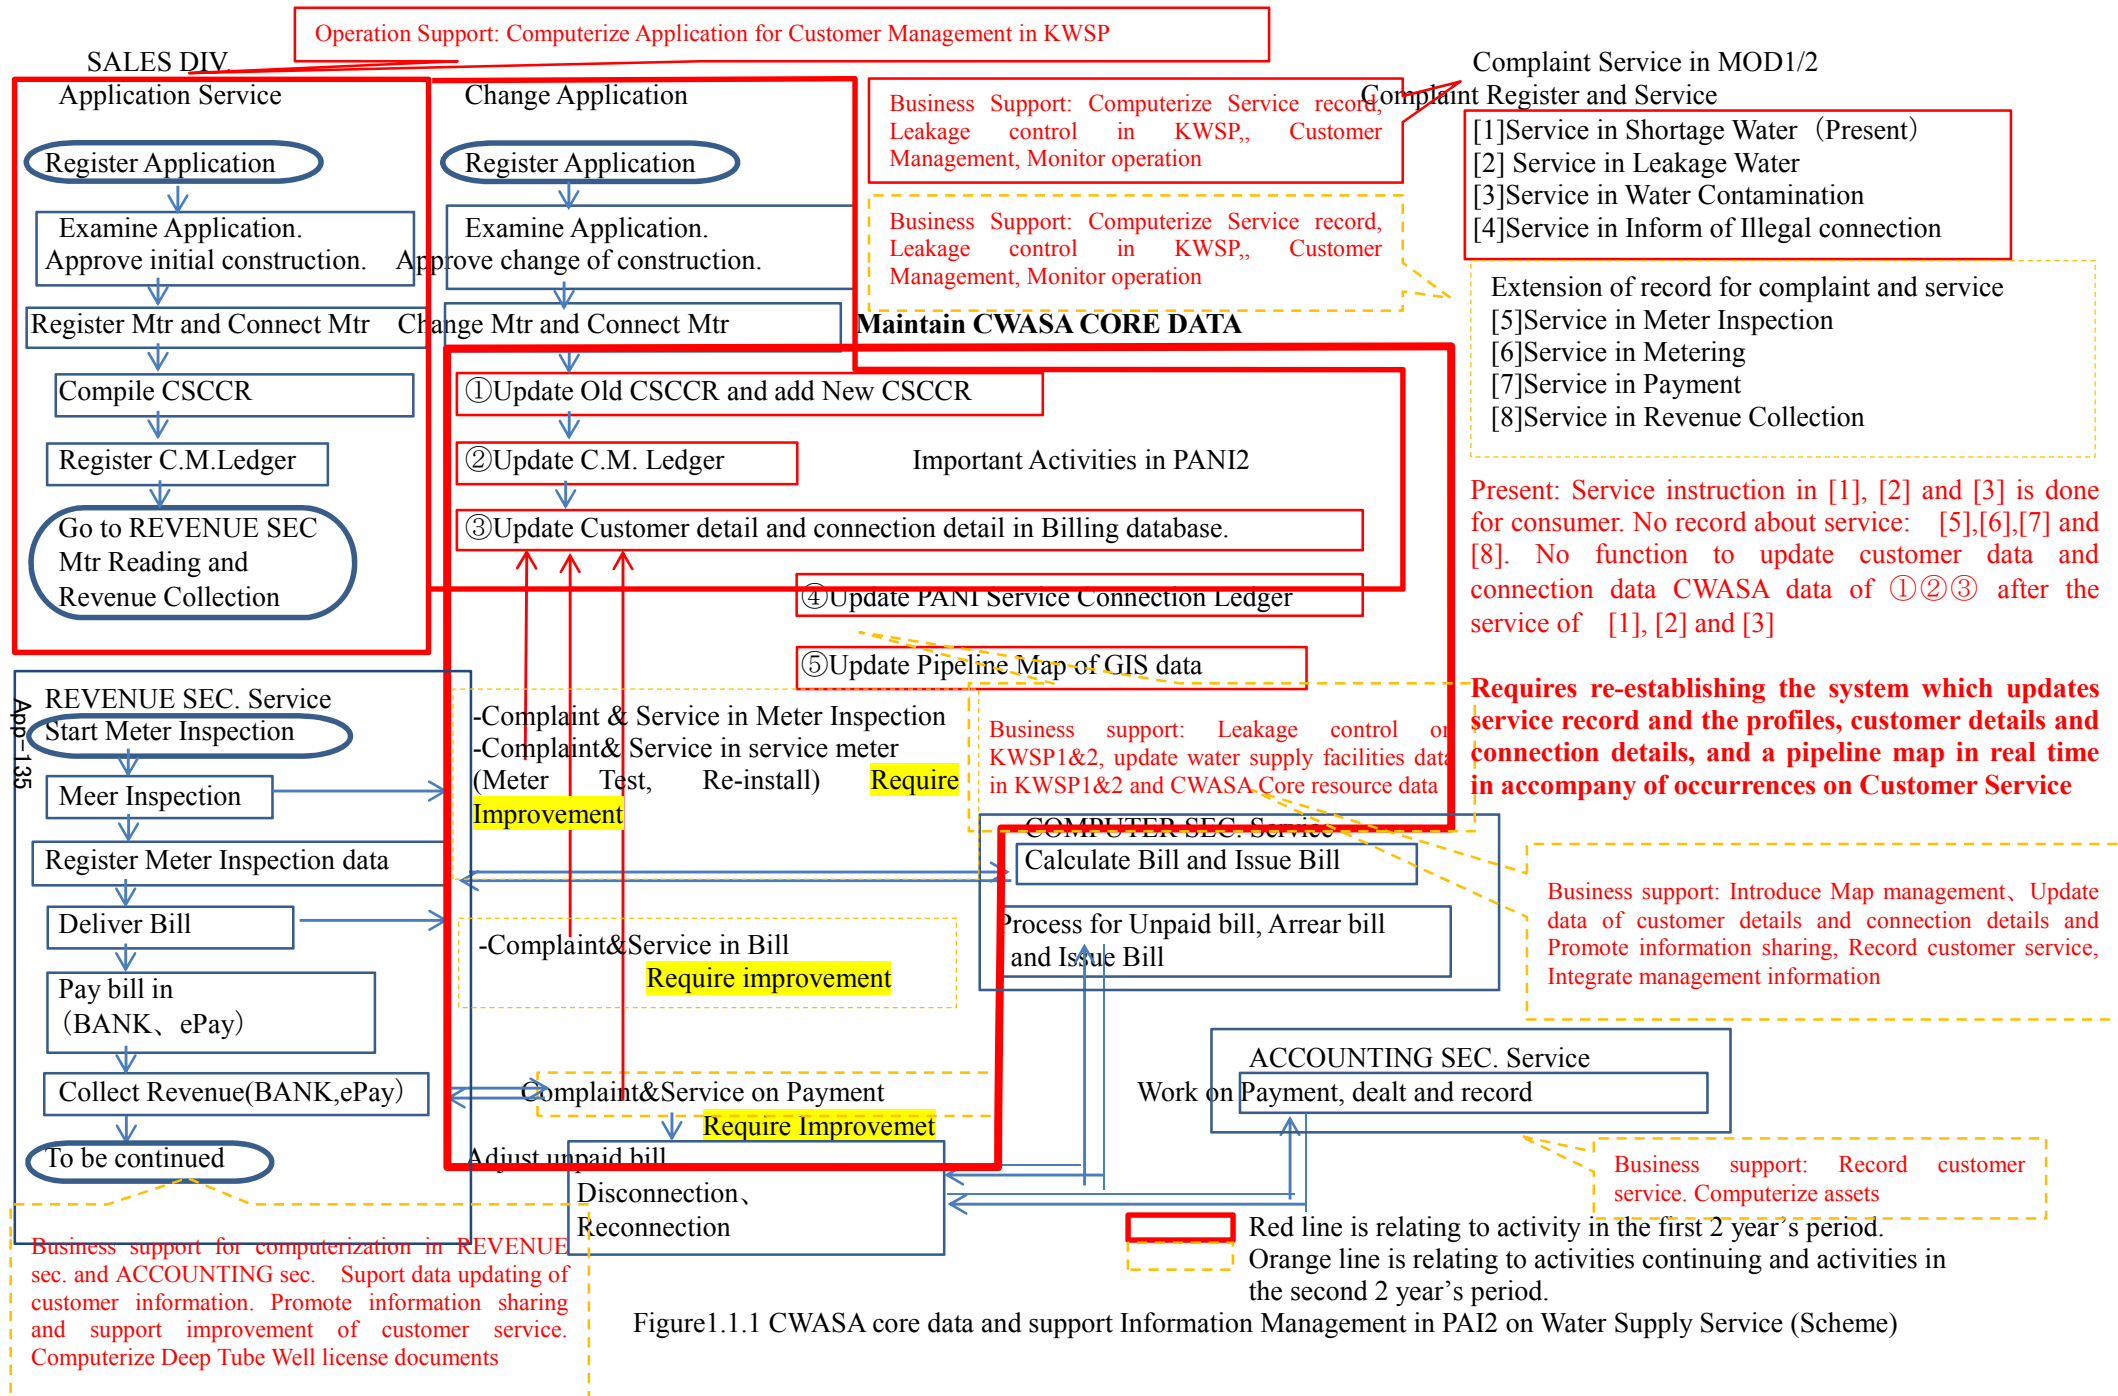 Operation Support: Computerize Application for Customer Management in KWSP
SALES DIV.
Application Service
Register Application
Examine Application.
Approve initial construction.
Register Mtr and Connect Mtr
Compile CSCCR
Register C.M.Ledger
Go to REVENUE SEC
Mtr Reading and
Revenue Collection
Change Application
Register Application
Examine Application.
Approve change of construction.
Change Mtr and Connect Mtr
Maintain CWASA CORE DATA
①Update Old CSCCR and add New CSCCR
②Update C.M. Ledger
Important Activities in PANI2
③Update Customer detail and connection detail in Billing database.
④Update PANI Service Connection Ledger
⑤Update Pipeline Map of GIS data
Business Support: Computerize Service record,
Leakage control in KWSP,, Customer
Management, Monitor operation
Business Support: Computerize Service record,
Leakage control in KWSP,, Customer
Management, Monitor operation
Complaint Service in MOD1/2
Complaint Register and Service
[1]Service in Shortage Water（Present）
[2] Service in Leakage Water
[3]Service in Water Contamination
[4]Service in Inform of Illegal connection
Extension of record for complaint and service
[5]Service in Meter Inspection
[6]Service in Metering
[7]Service in Payment
[8]Service in Revenue Collection
Present: Service instruction in [1], [2] and [3] is done
for consumer. No record about service: [5],[6],[7] and
[8]. No function to update customer data and
connection data CWASA data of ①②③ after the
service of [1], [2] and [3]
Requires re-establishing the system which updates
service record and the profiles, customer details and
connection details, and a pipeline map in real time
in accompany of occurrences on Customer Service
App-135
REVENUE SEC. Service
Start Meter Inspection
Meer Inspection
Register Meter Inspection data
Deliver Bill
Pay bill in
（BANK、ePay）
Collect Revenue(BANK,ePay）
To be continued
-Complaint & Service in Meter Inspection
-Complaint& Service in service meter
(Meter Test, Re-install) Require
Improvement
-Complaint&Service in Bill
Require improvement
Complaint&Service on Payment
Require Improvemet
Adjust unpaid bill
Disconnection、
Reconnection
Business support: Leakage control on
KWSP1&2, update water supply facilities data
in KWSP1&2 and CWASA Core resource data
COMPUTER SEC. Service
Calculate Bill and Issue Bill
Process for Unpaid bill, Arrear bill
and Issue Bill
Business support: Introduce Map management、Update
data of customer details and connection details and
Promote information sharing, Record customer service,
Integrate management information
ACCOUNTING SEC. Service
Work on Payment, dealt and record
Business support: Record customer
service. Computerize assets
Business support for computerization in REVENUE
sec. and ACCOUNTING sec. Suport data updating of
customer information. Promote information sharing
and support improvement of customer service.
Computerize Deep Tube Well license documents
Red line is relating to activity in the first 2 year's period.
Orange line is relating to activities continuing and activities in
the second 2 year's period.
Figure1.1.1 CWASA core data and support Information Management in PAI2 on Water Supply Service (Scheme)